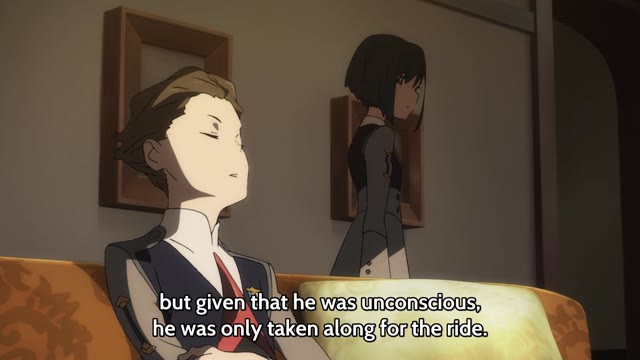 but given that he was unconscious,
he was only taken along for the ride.